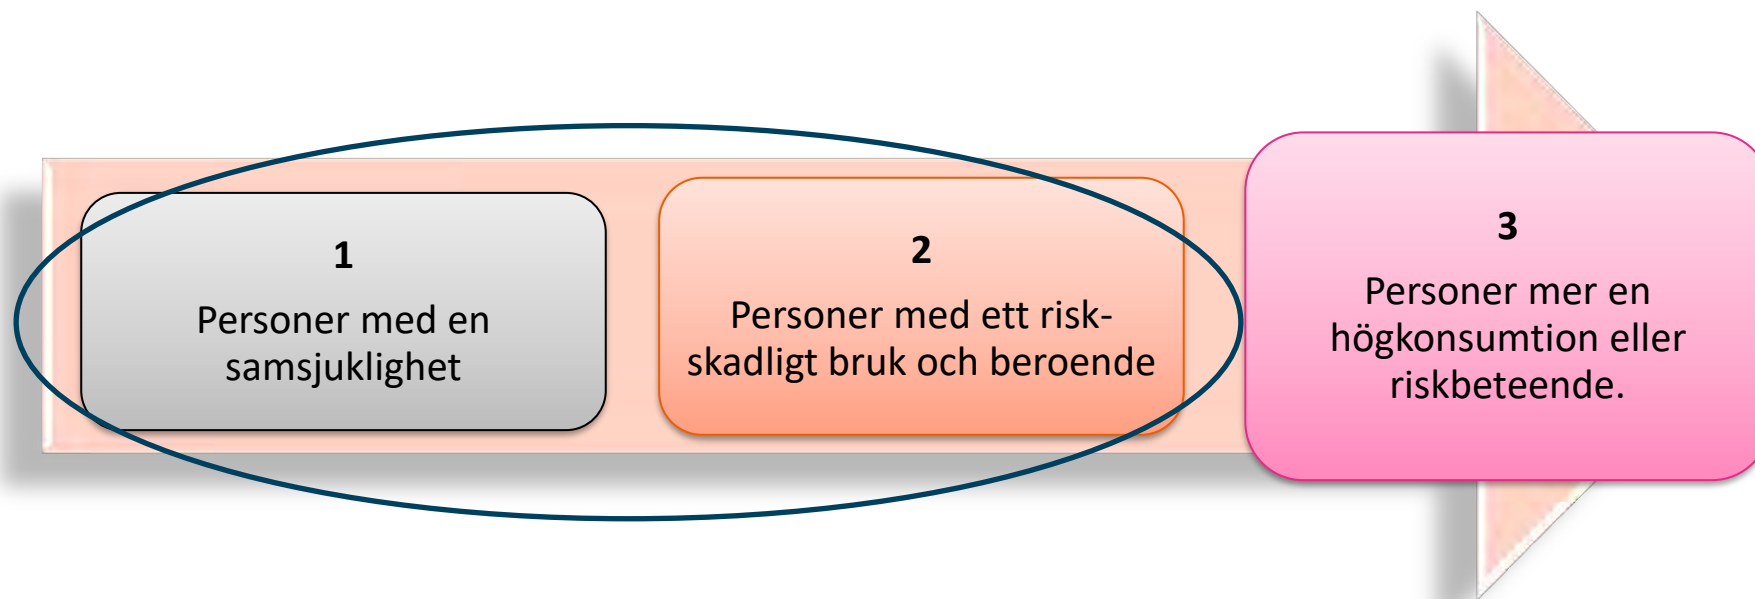 1
Personer med en
samsjuklighet
2
Personer med ett risk-
skadligt bruk och beroende
3
Personer mer en
högkonsumtion eller
riskbeteende.